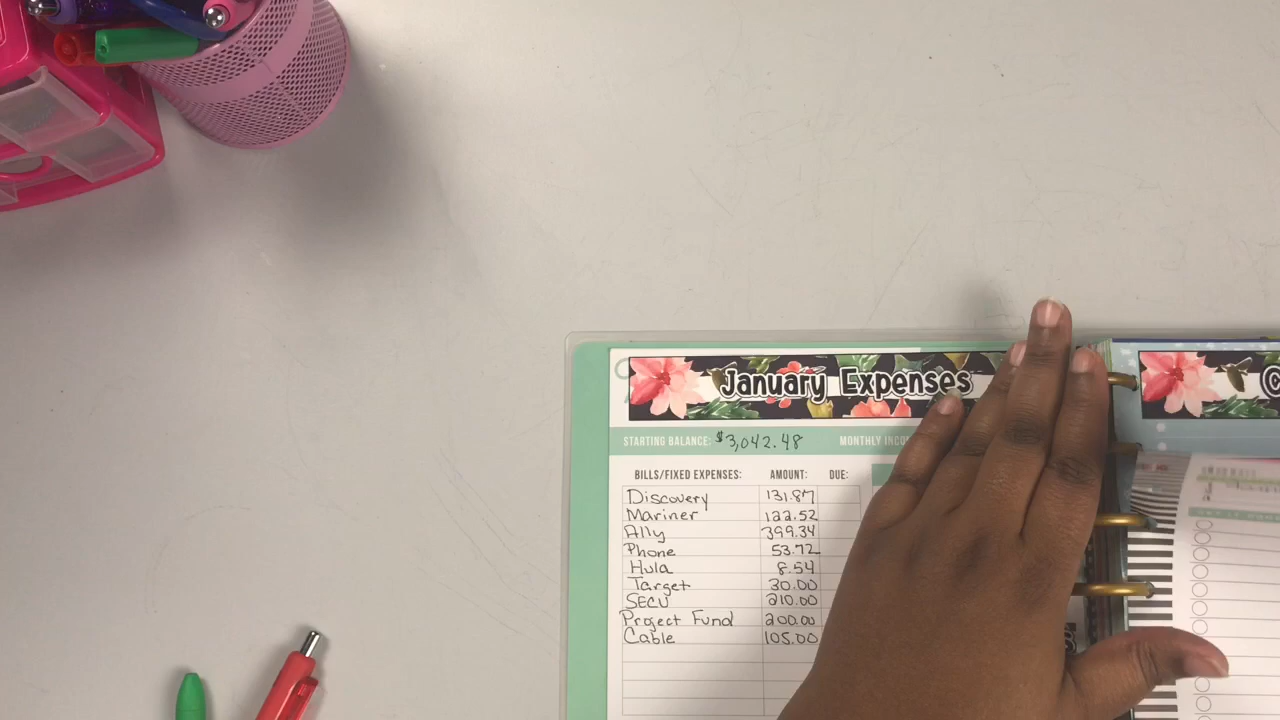 January Expenses
STARTING BALANCE: $3,042.48 MONTHLY
BILLS/FIXED EXPENSES: AMOUNT: DUE:
Discovery 131.87
Mariner 122.52
Ally 399.34
Phone 53.72
Hula 8.54
Target 30.00
SECU 210.00
Project Fund 200.00
Cable 105.00